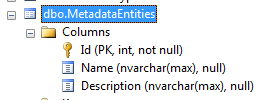 dbo.MetadataEntities
Columns
Id (PK, int, not null)
Name (nvarchar(max), null)
Description (nvarchar(max), null)